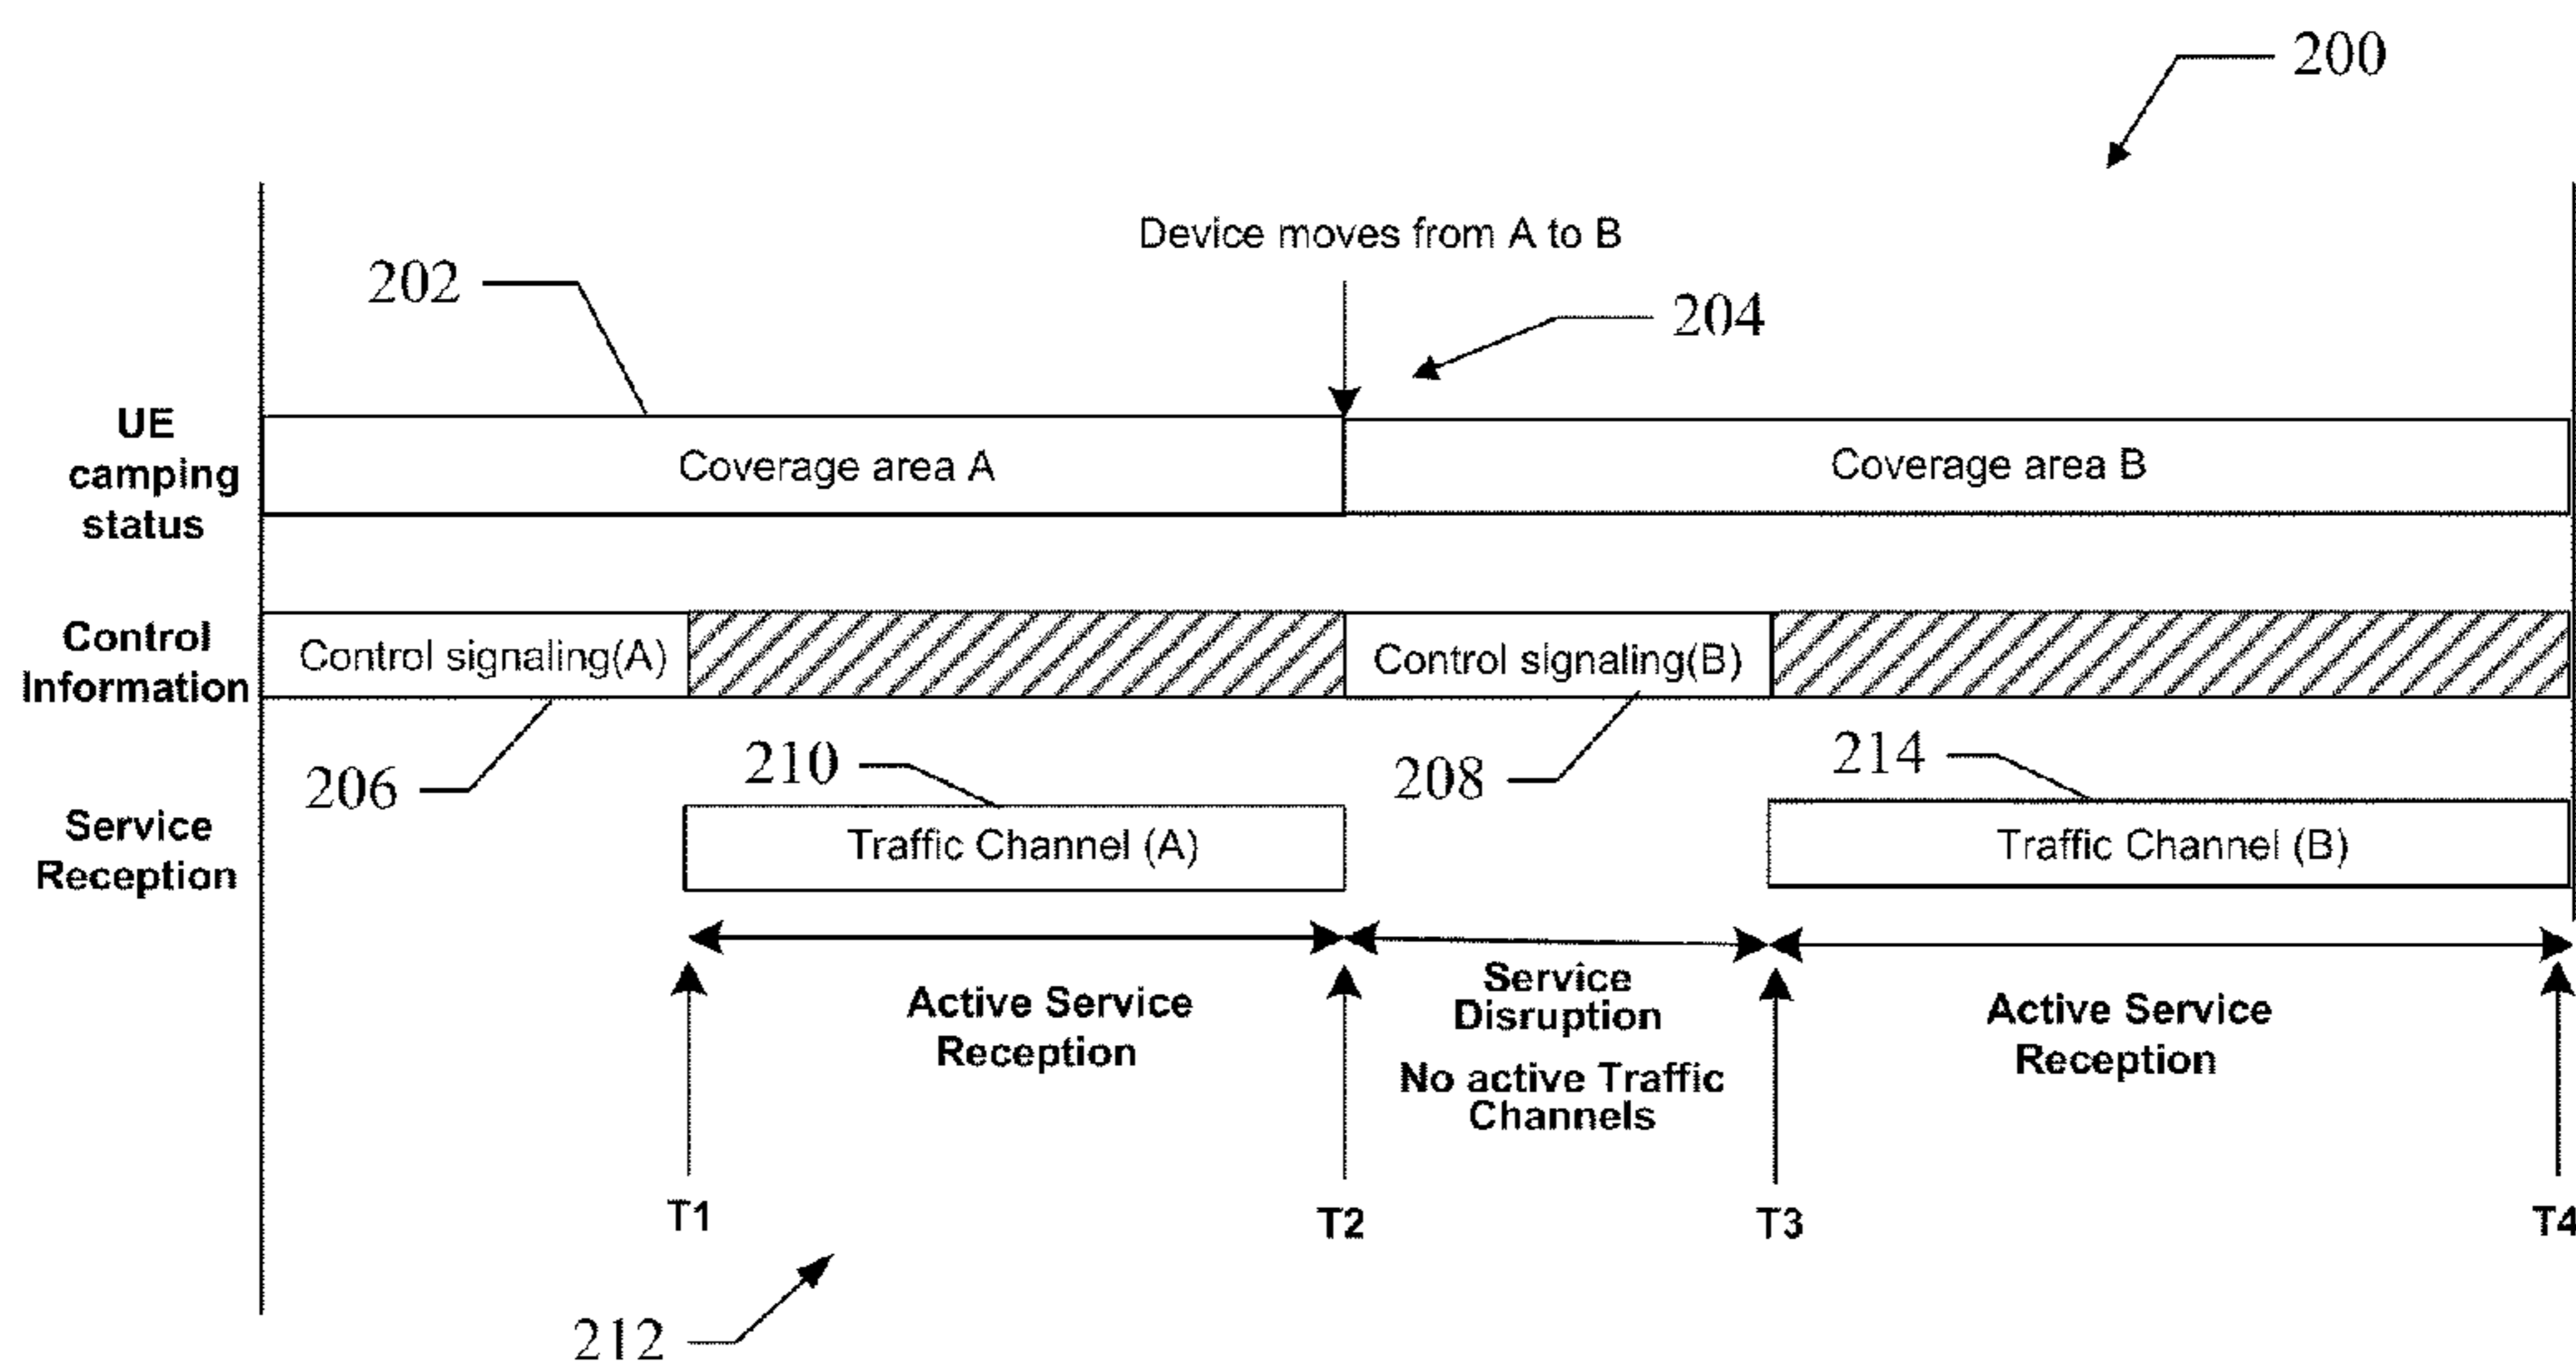 200
Device moves from A to B
202
204
UE
camping
status
Coverage area A
Coverage area B
Control
Information
Control signaling(A)
Control signaling(B)
206
210
208
214
Service
Reception
Traffic Channel (A)
Traffic Channel (B)
Active Service
Reception
Service
Disruption
No active Traffic
Channels
Active Service
Reception
T1
T2
T3
T4
212